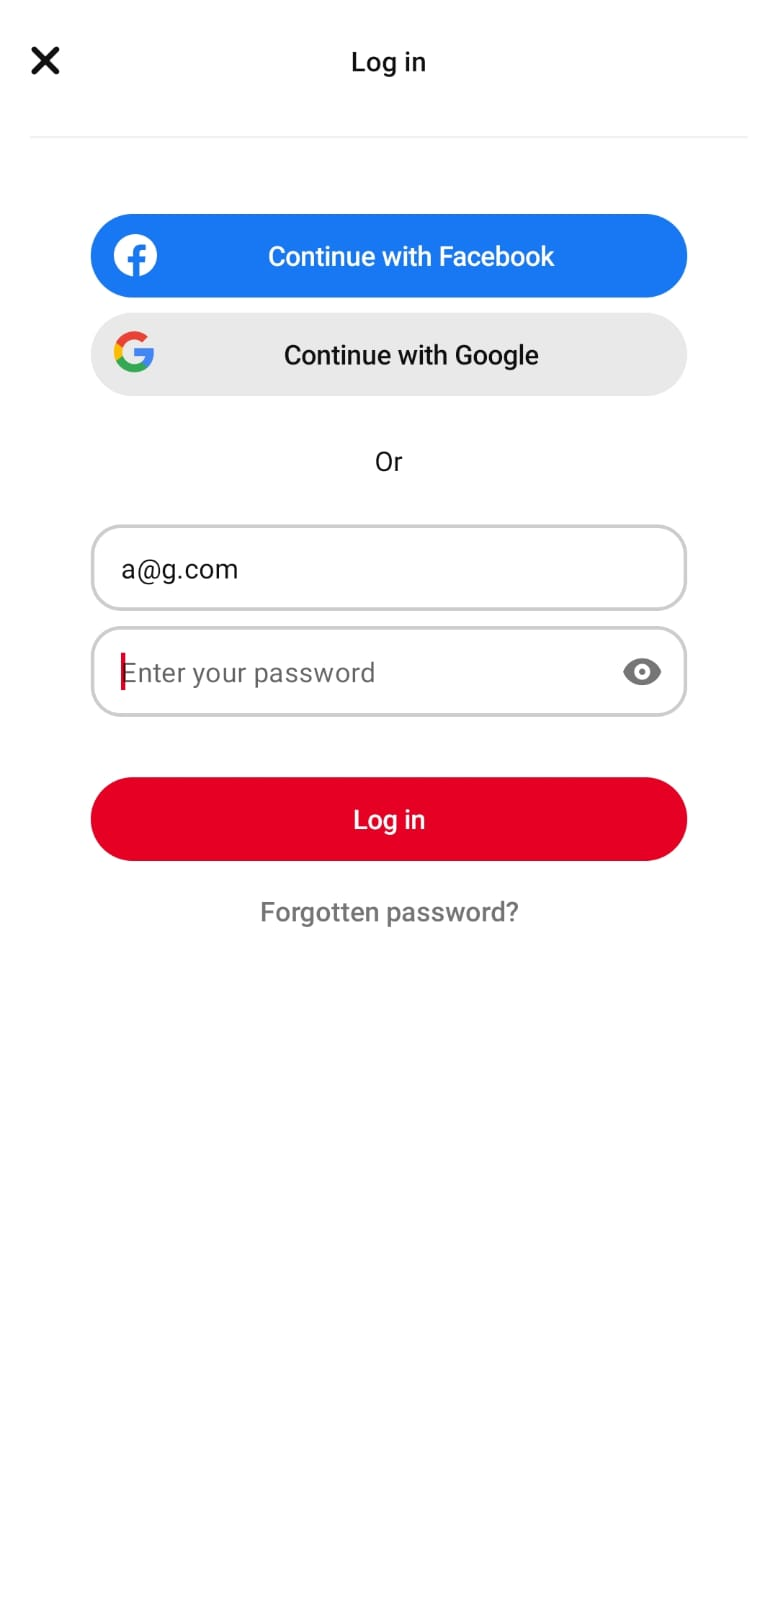 Log in
Continue with Facebook
Continue with Google
Or
a@g.com
Enter your password
Log in
Forgotten password?